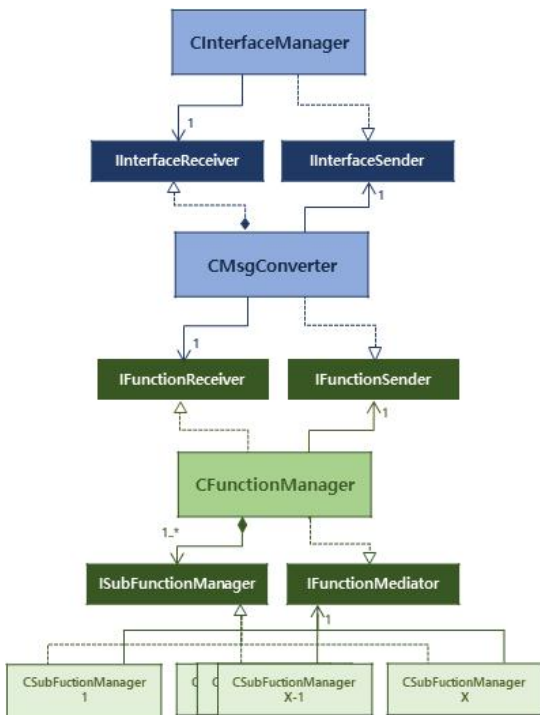 CInterfaceManager
1
IInterfaceReceiver
IInterfaceSender
1
CMsgConverter
1
IFunctionReceiver
IFunctionSender
1
CFunctionManager
1..*
ISubFunctionManager
IFunctionMediator
1
CSubFuctionManager
1
C
C
CSubFuctionManager
X-1
CSubFuctionManager
X